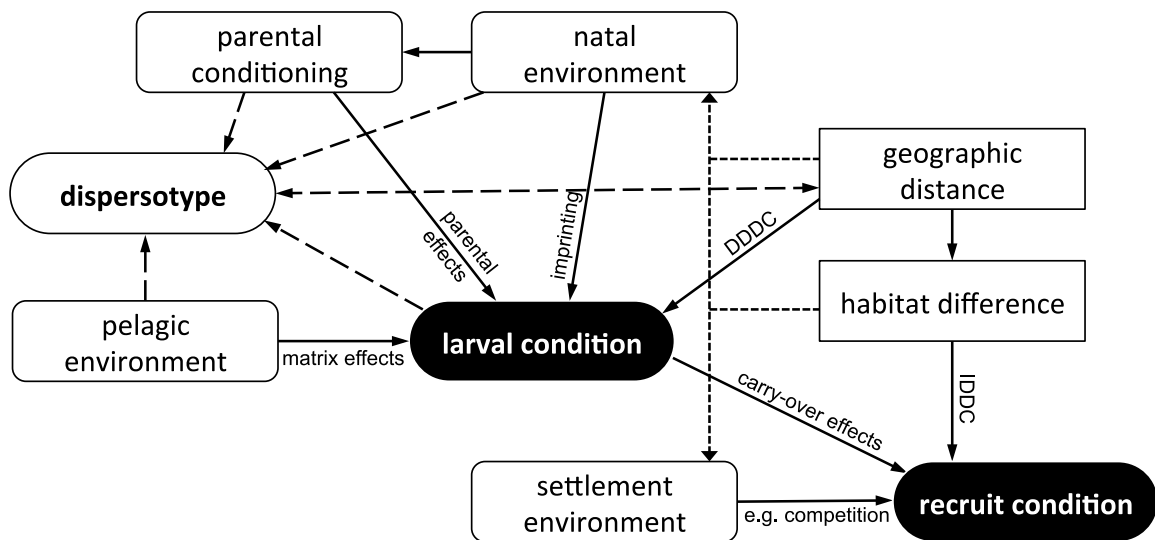 parental
conditioning
natal
environment
geographic
distance
dispersotype
parental
effects
imprinting
DDDC
habitat difference
pelagic
environment
matrix effects
larval condition
carry-over effects
IDDC
settlement
environment
e.g. competition
recruit condition